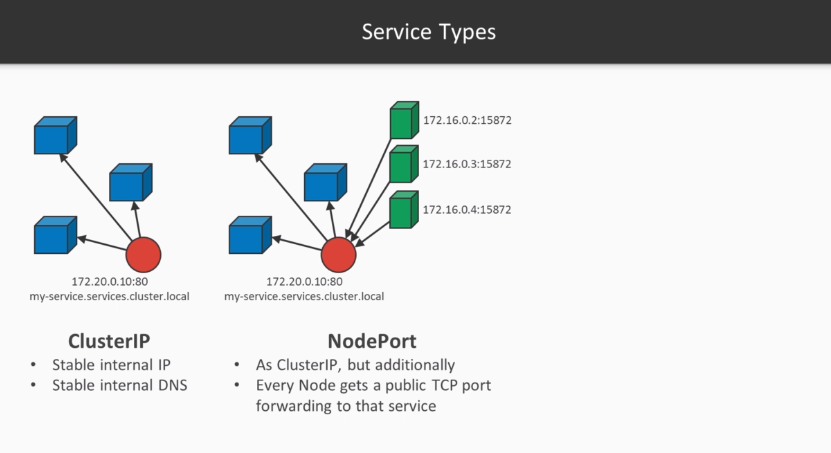 Service Types
172.16.0.2:15872
172.16.0.3:15872
172.16.0.4:15872
172.20.0.10:80
my-service.services.cluster.local
172.20.0.10:80
my-service.services.cluster.local
ClusterIP
• Stable internal IP
• Stable internal DNS
NodePort
• As ClusterIP, but additionally
• Every Node gets a public TCP port
forwarding to that service